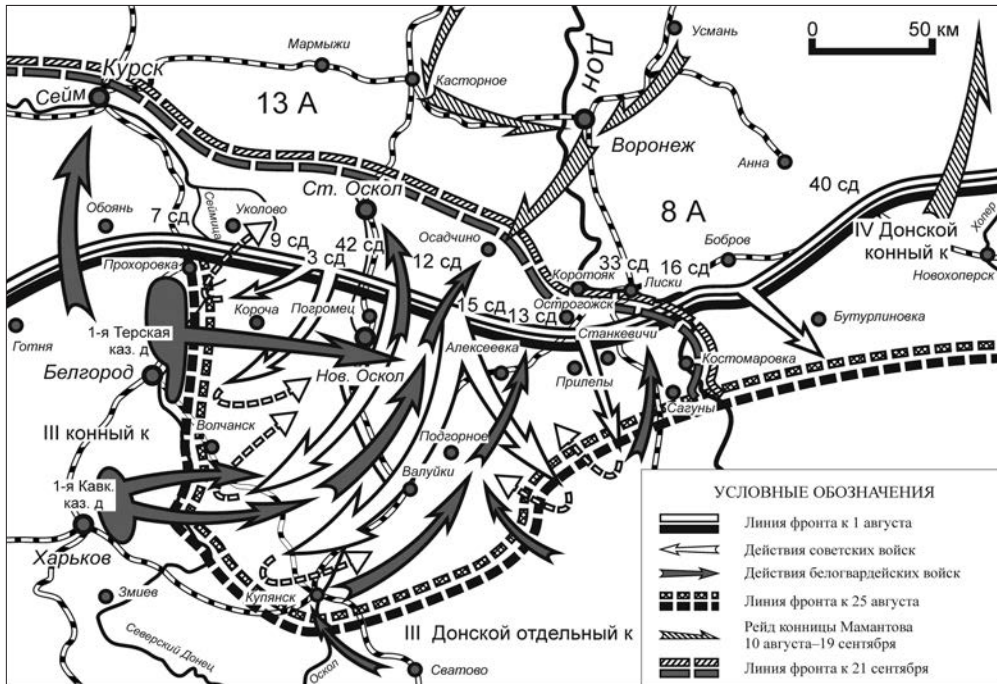 Мармыжи
Дон
Усмань
0 50 км
Курск
Сейм
Касторное
13 А
Воронеж
Анна
40 сд
Ст. Оскол
8 А
Обоянь
7 сд
Сеймица
Уколово
9 сд
42 сд
3 сд
Осадчино
12 сд
Бобров
IV Донской
конный к
Хопер
Новохоперск
Прохоровка
Коротояк
33 сд
16 сд
Лиски
Погромец
15 сд
13 сд
Острогожск
Бутурлиновка
Короча
1-я Терская
каз. д
Готня
Станкевичи
Алексеевка
Костомаровка
Белгород
Нов. Оскол
Прилепы
Сагуны
III конный к
Волчанск
Подгорное
Валуйки
1-я Кавк.
каз. д
Харьков
Змиев
Купянск
Северский Донец
III Донской отдельный к
Оскол
Сватово
УСЛОВНЫЕ ОБОЗНАЧЕНИЯ
Линия фронта к 1 августа
Действия советских войск
Действия белогвардейских войск
Линия фронта к 25 августа
Рейд конницы Мамантова
10 августа–19 сентября
Линия фронта к 21 сентября